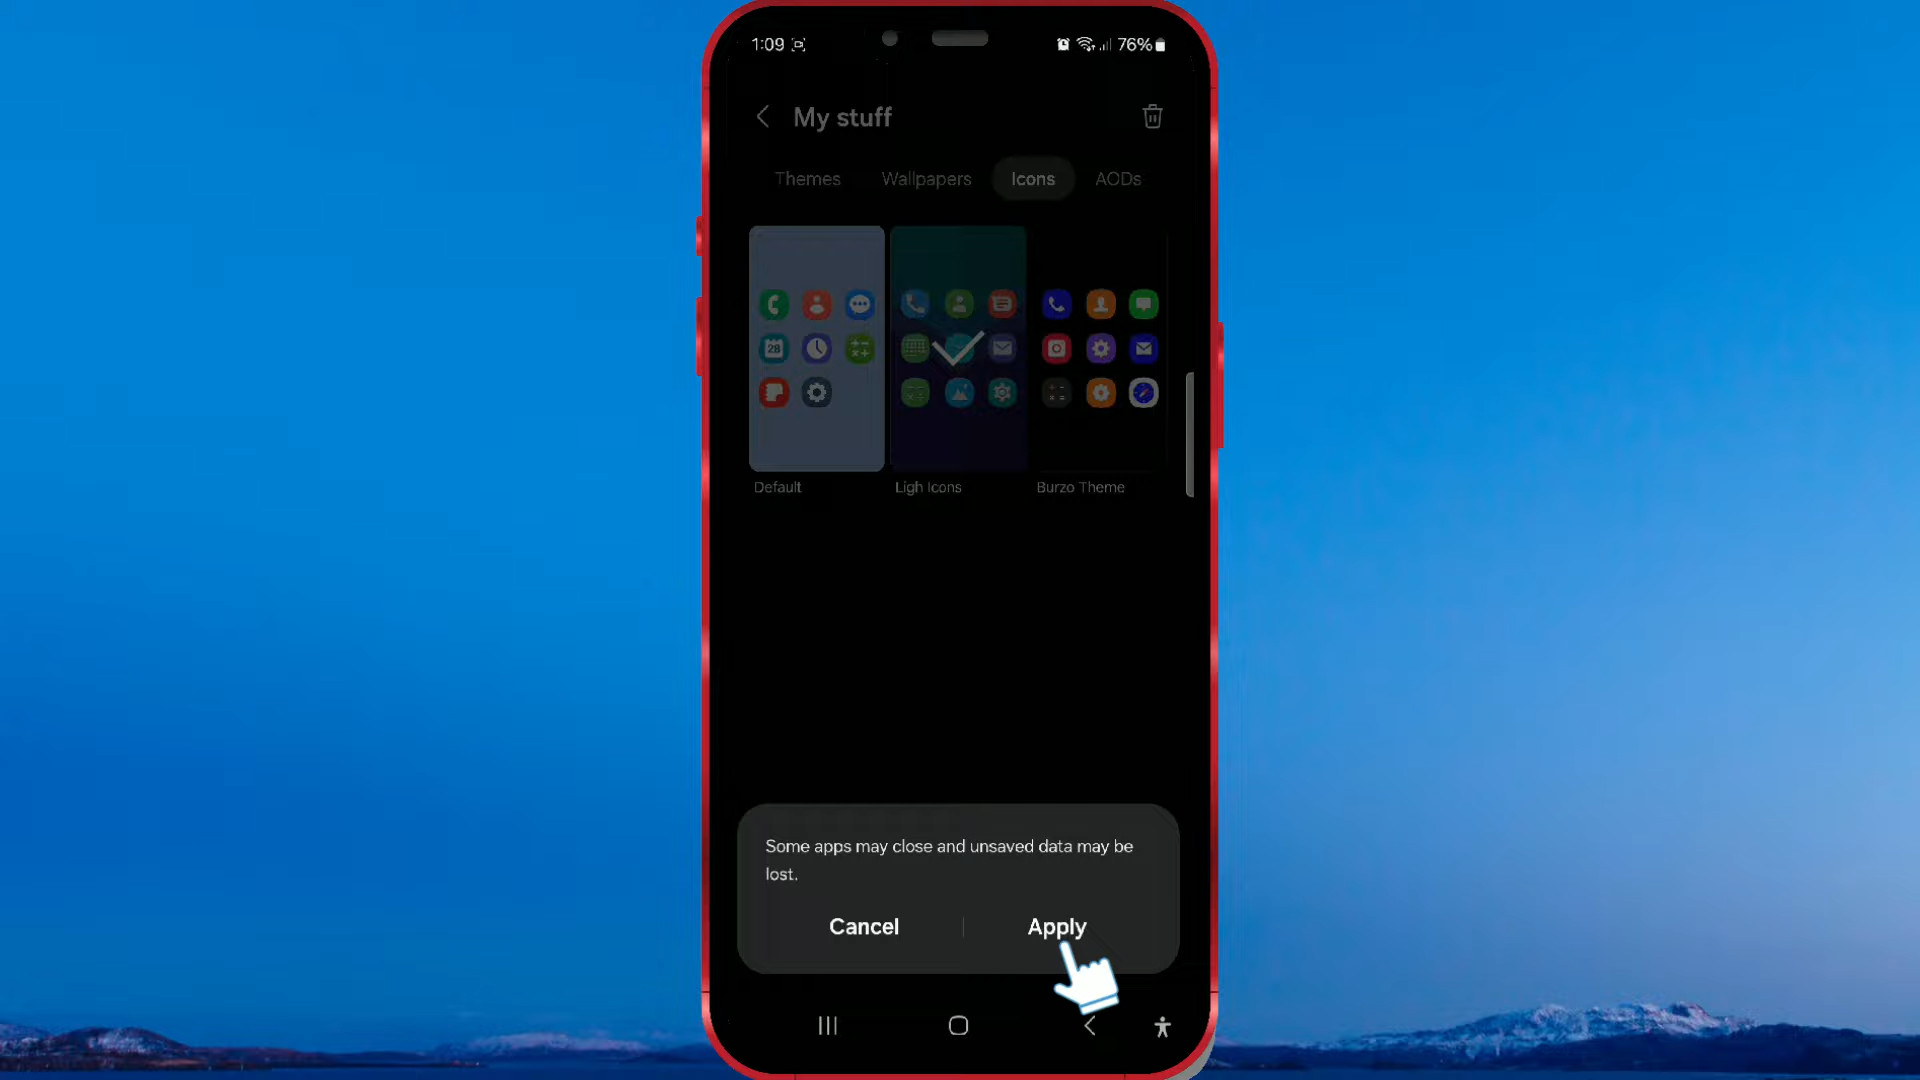 1:09 76%
My stuff
Themes Wallpapers Icons AODs
28
Default Ligh Icons Burzo Theme
Some apps may close and unsaved data may be
lost.
Cancel Apply